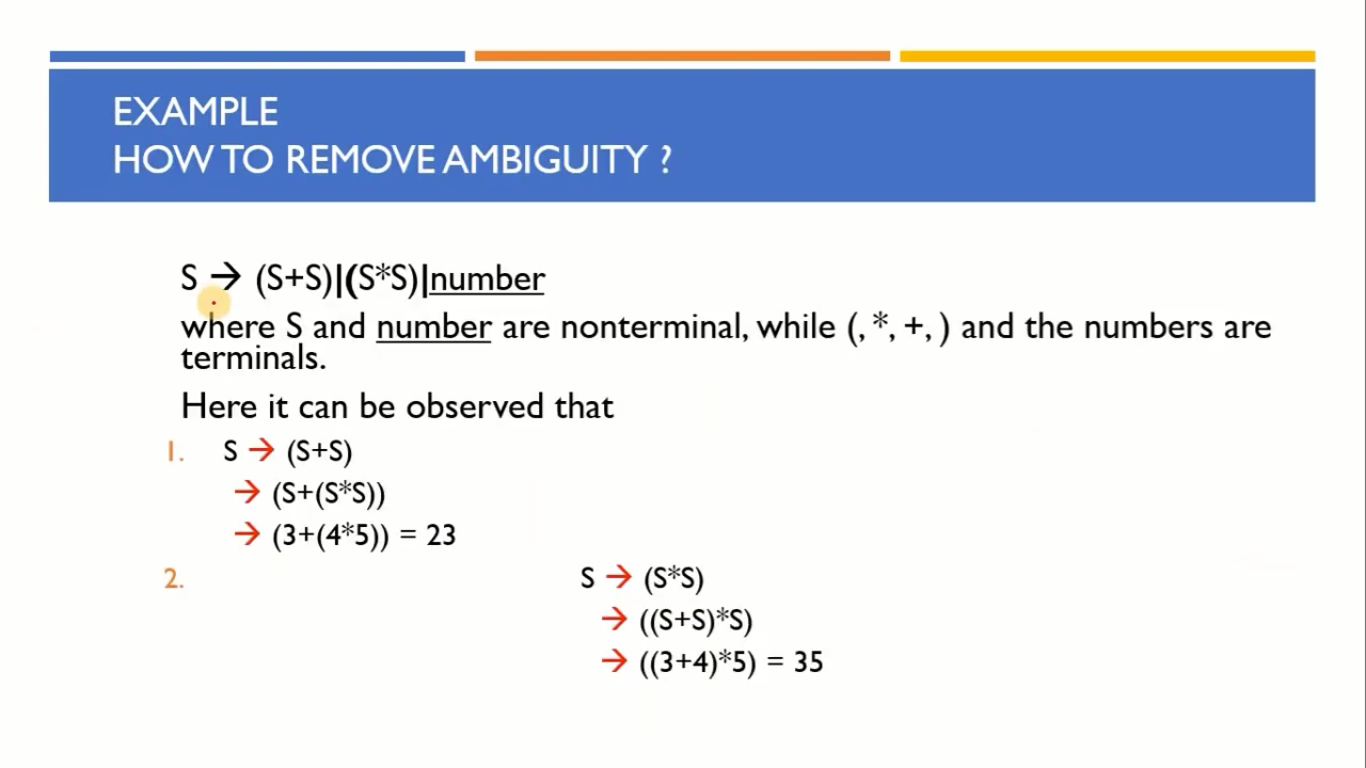 EXAMPLE
HOW TO REMOVE AMBIGUITY ?
S → (S+S)|(S*S)|number
where S and number are nonterminal, while (, *, +, ) and the numbers are
terminals.
Here it can be observed that
1. S → (S+S)
→ (S+(S*S))
→ (3+(4*5)) = 23
2. S → (S*S)
→ ((S+S)*S)
→ ((3+4)*5) = 35